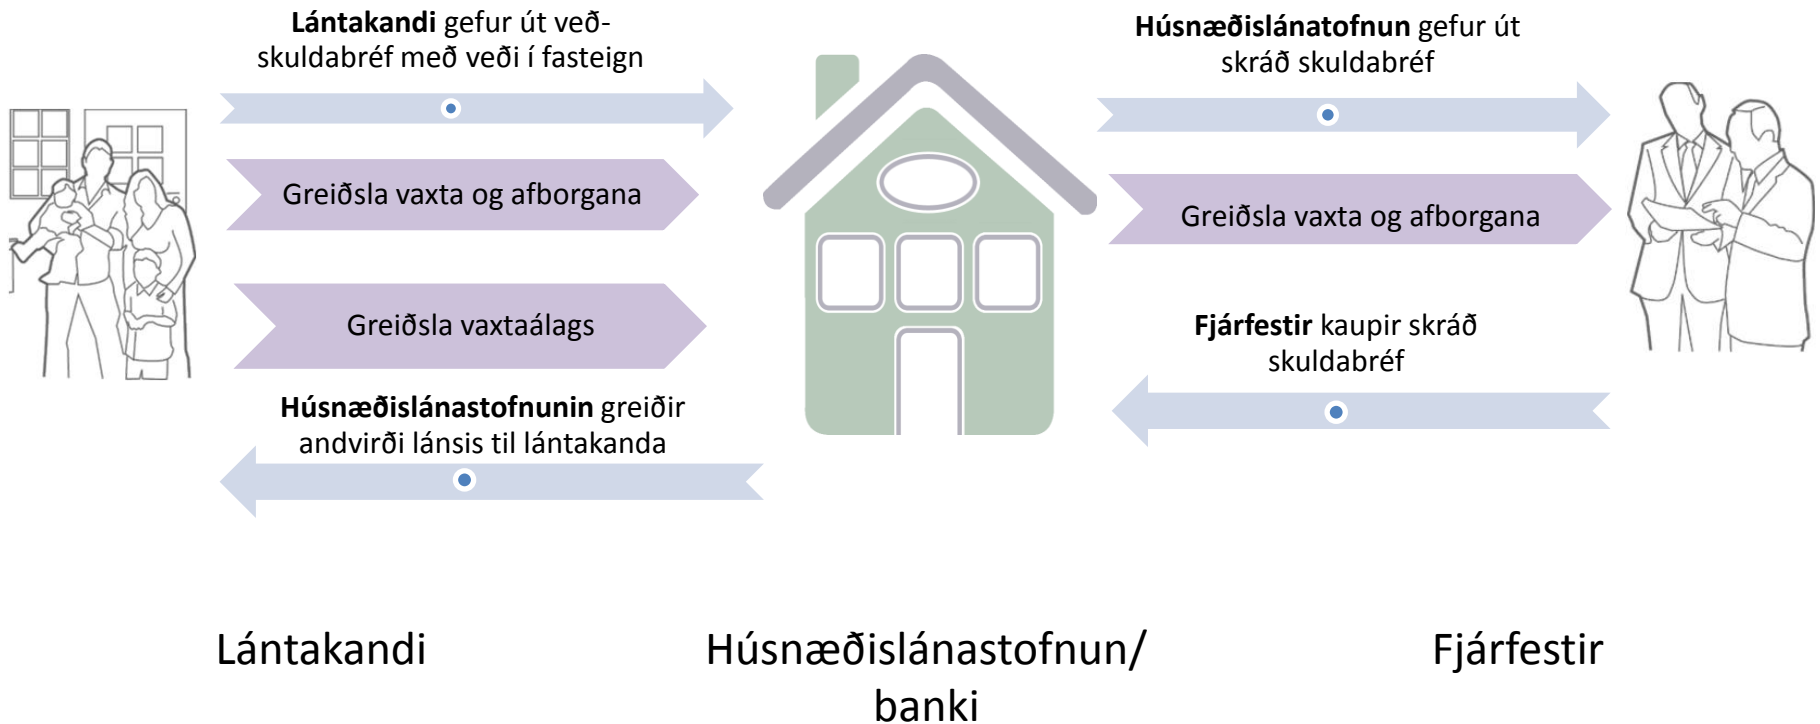 Lántakandi gefur út veð-
skuldabréf með veði í fasteign
Greiðsla vaxta og afborgana
Greiðsla vaxtaálags
Húsnæðislánastofnunin greiðir
andvirði lánsis til lántakanda
Húsnæðislánatofnun gefur út
skráð skuldabréf
Greiðsla vaxta og afborgana
Fjárfestir kaupir skráð
skuldabréf
Lántakandi
Húsnæðislánastofnun/
banki
Fjárfestir